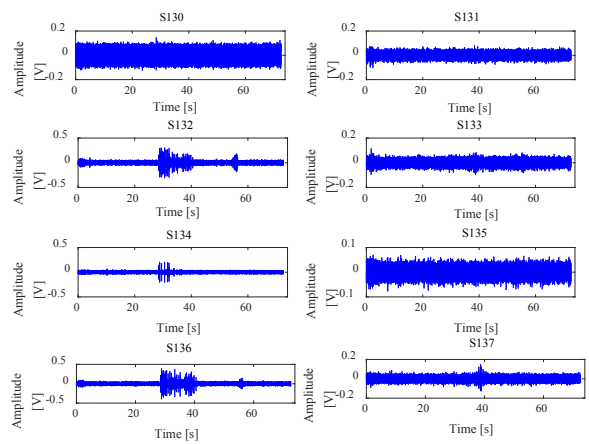 S130
0.2
0
-0.2
Amplitude
[V]
0 20 40 60
Time [s]
S131
0.2
0
-0.2
Amplitude
[V]
0 20 40 60
Time [s]
S132
0.5
0
-0.5
Amplitude
[V]
0 20 40 60
Time [s]
S133
0.2
0
-0.2
Amplitude
[V]
0 20 40 60
Time [s]
S134
0.5
0
-0.5
Amplitude
[V]
0 20 40 60
Time [s]
S135
0.1
0
-0.1
Amplitude
[V]
0 20 40 60
Time [s]
S136
0.5
0
-0.5
Amplitude
[V]
0 20 40 60
Time [s]
S137
0.2
0
-0.2
Amplitude
[V]
0 20 40 60
Time [s]